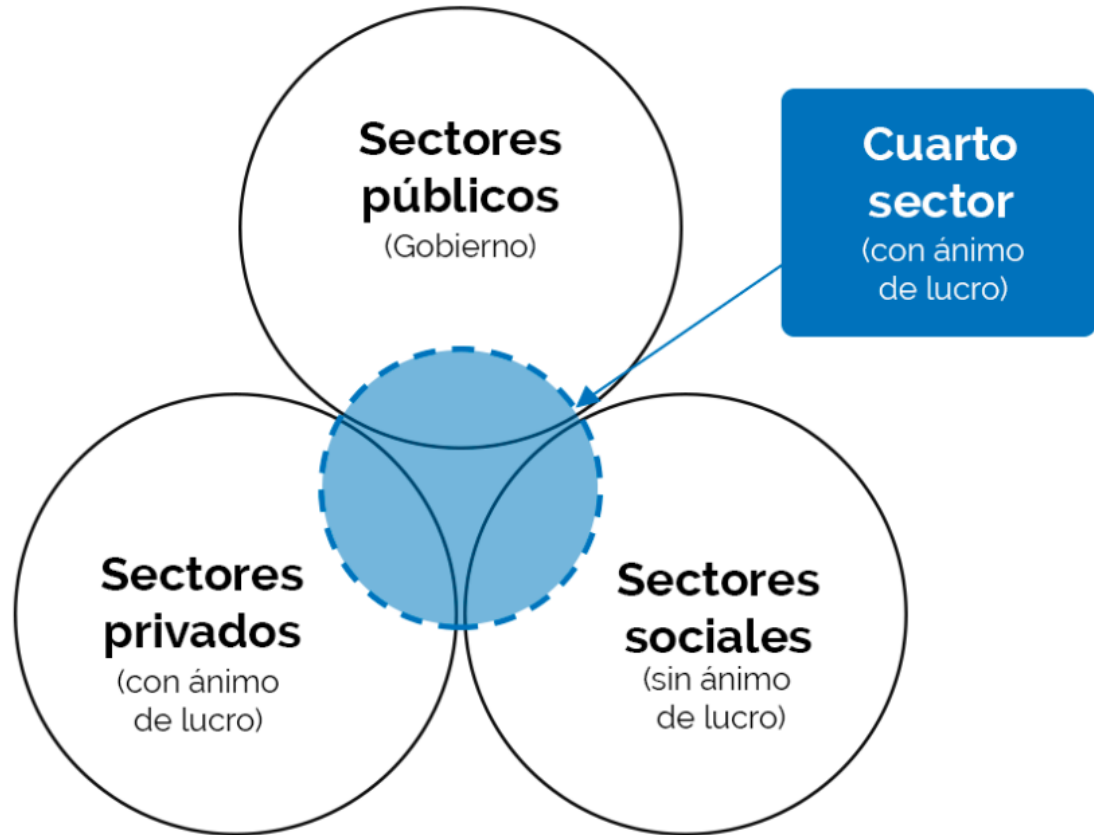 Sectores
públicos
(Gobierno)
Cuarto
sector
(con ánimo
de lucro)
Sectores
privados
(con ánimo
de lucro)
Sectores
sociales
(sin ánimo
de lucro)